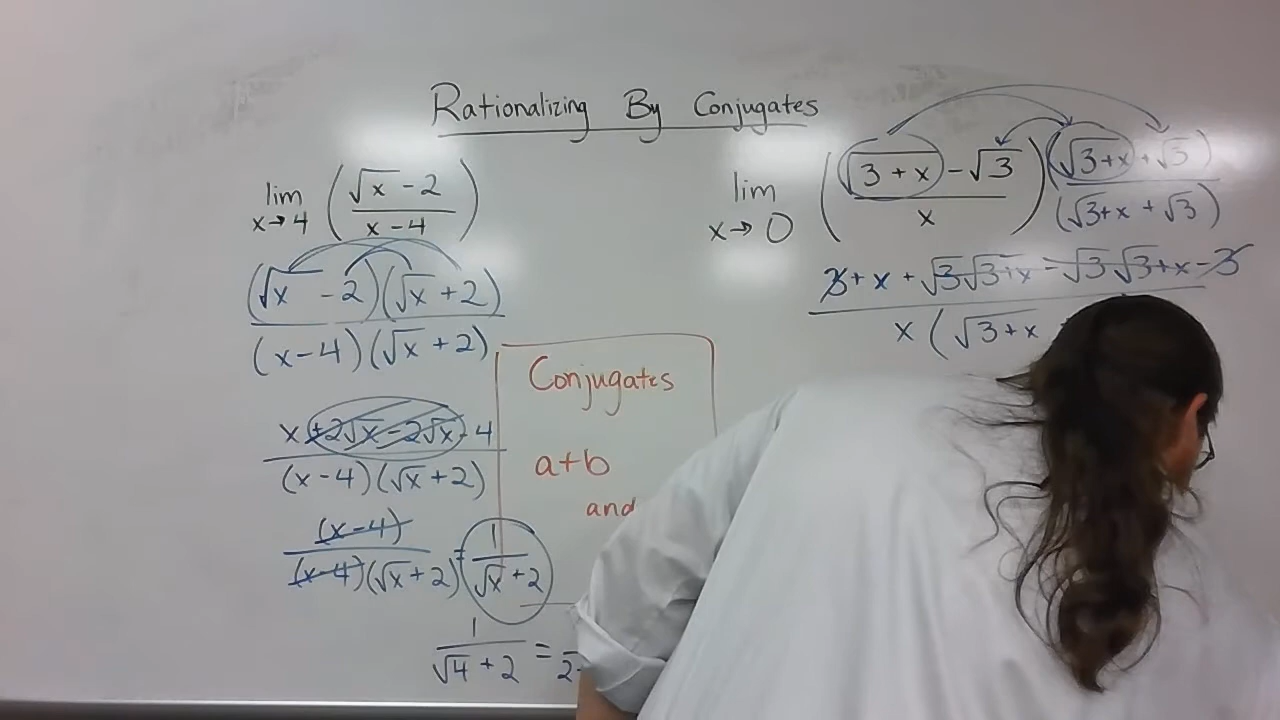 Rationalizing By Conjugates
lim x→4 ( (√x - 2) / (x - 4) )
(√x - 2)(√x + 2)
(x - 4)(√x + 2)
x + 2√x - 2√x - 4
(x - 4)(√x + 2)
(x - 4)
(x - 4)(√x + 2)
= 1 / (√x + 2)
1 / (√4 + 2) =
Conjugates
a+b
and
lim x→0 ( (√3 + x - √3) / x ) (√3+x + √3) / (√3+x + √3)
3 + x + √3√3+x - √3√3+x - 3
x (√3+x